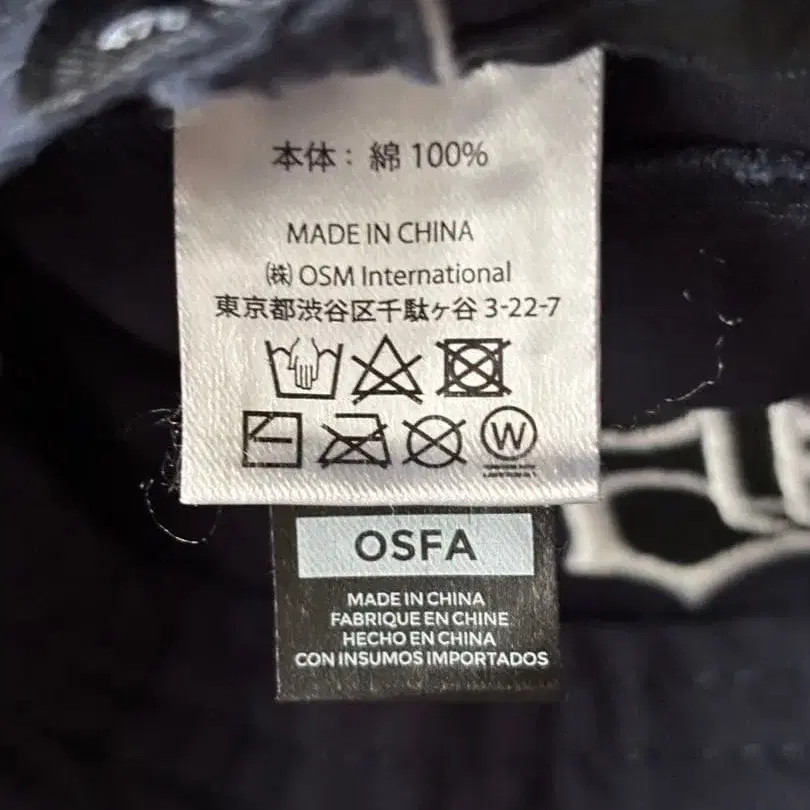 本体：綿 100%
MADE IN CHINA
㈱ OSM International
東京都渋谷区千駄ヶ谷 3-22-7
W
OSFA
MADE IN CHINA
FABRIQUE EN CHINE
HECHO EN CHINA
CON INSUMOS IMPORTADOS